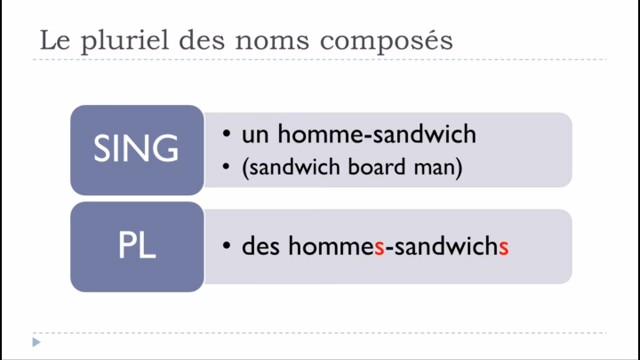 Le pluriel des noms composés
SING
• un homme-sandwich
• (sandwich board man)
PL
• des hommes-sandwichs